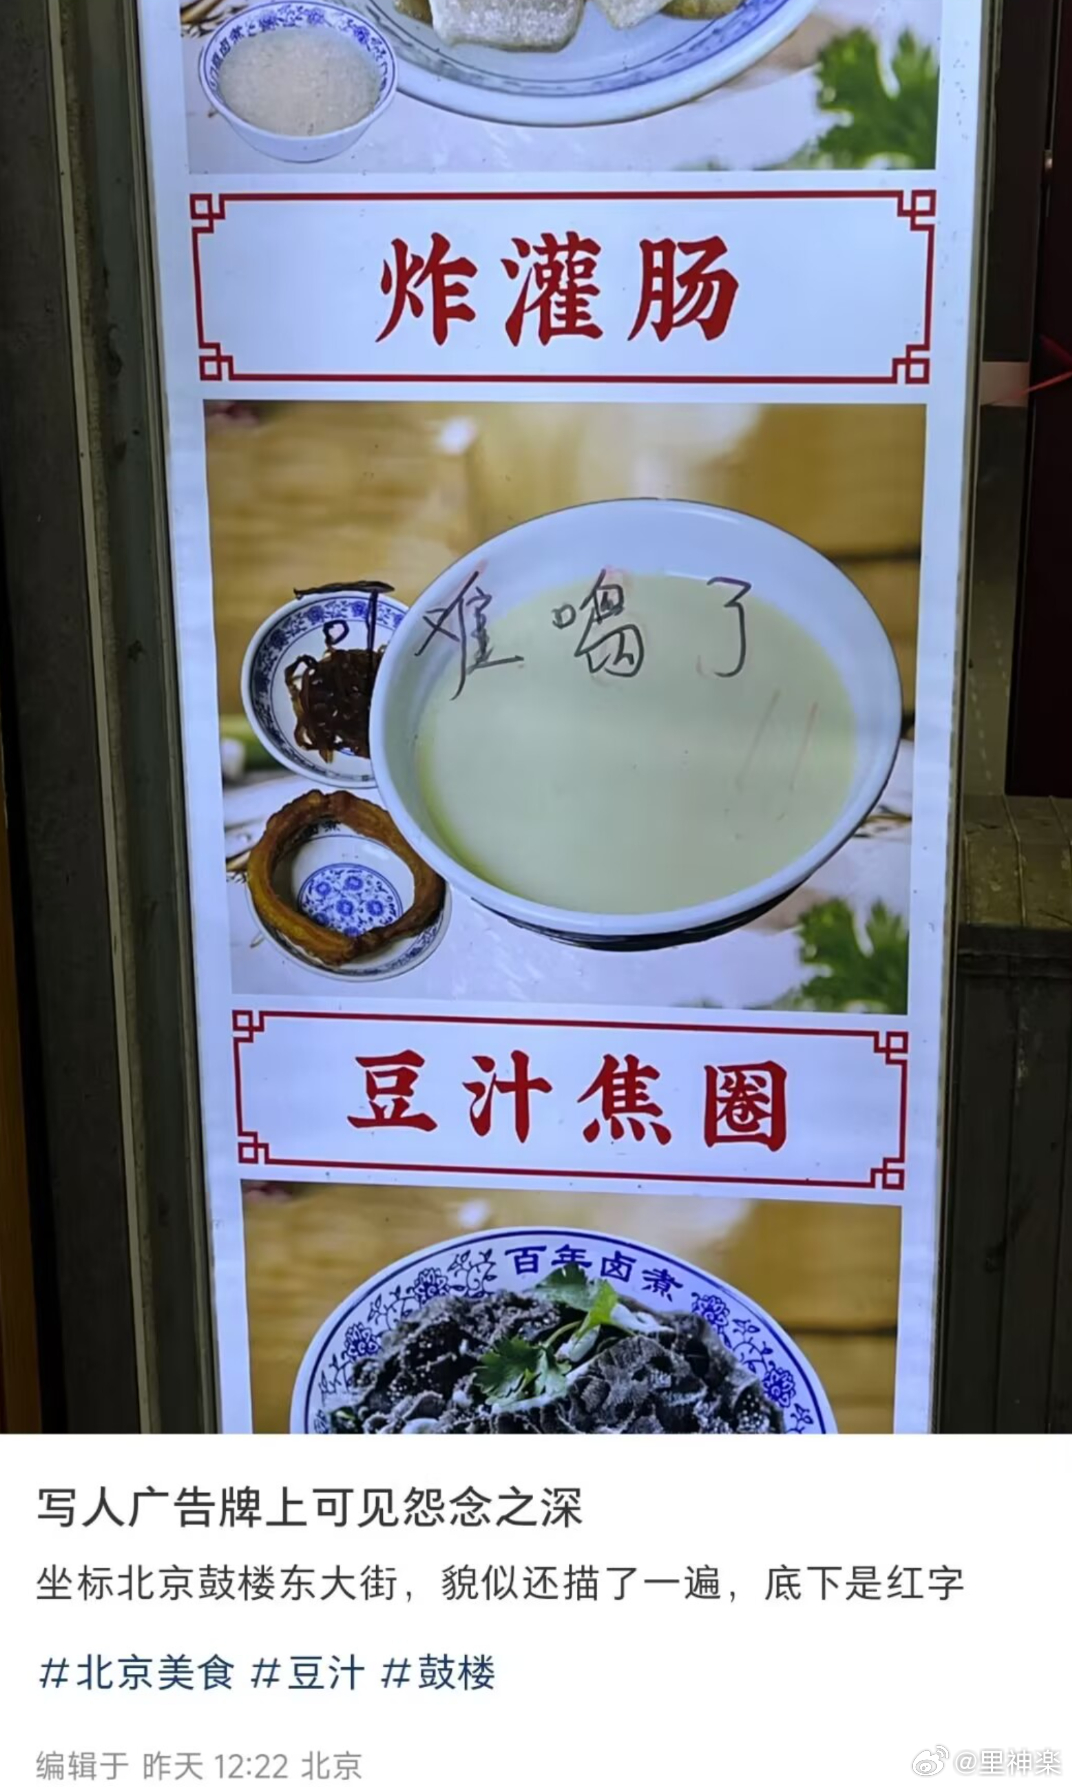 炸灌肠
可难喝了
豆汁焦圈
百年卤煮
写人广告牌上可见怨念之深
坐标北京鼓楼东大街，貌似还描了一遍，底下是红字
#北京美食 #豆汁 #鼓楼
编辑于 昨天 12:22 北京
@里神楽